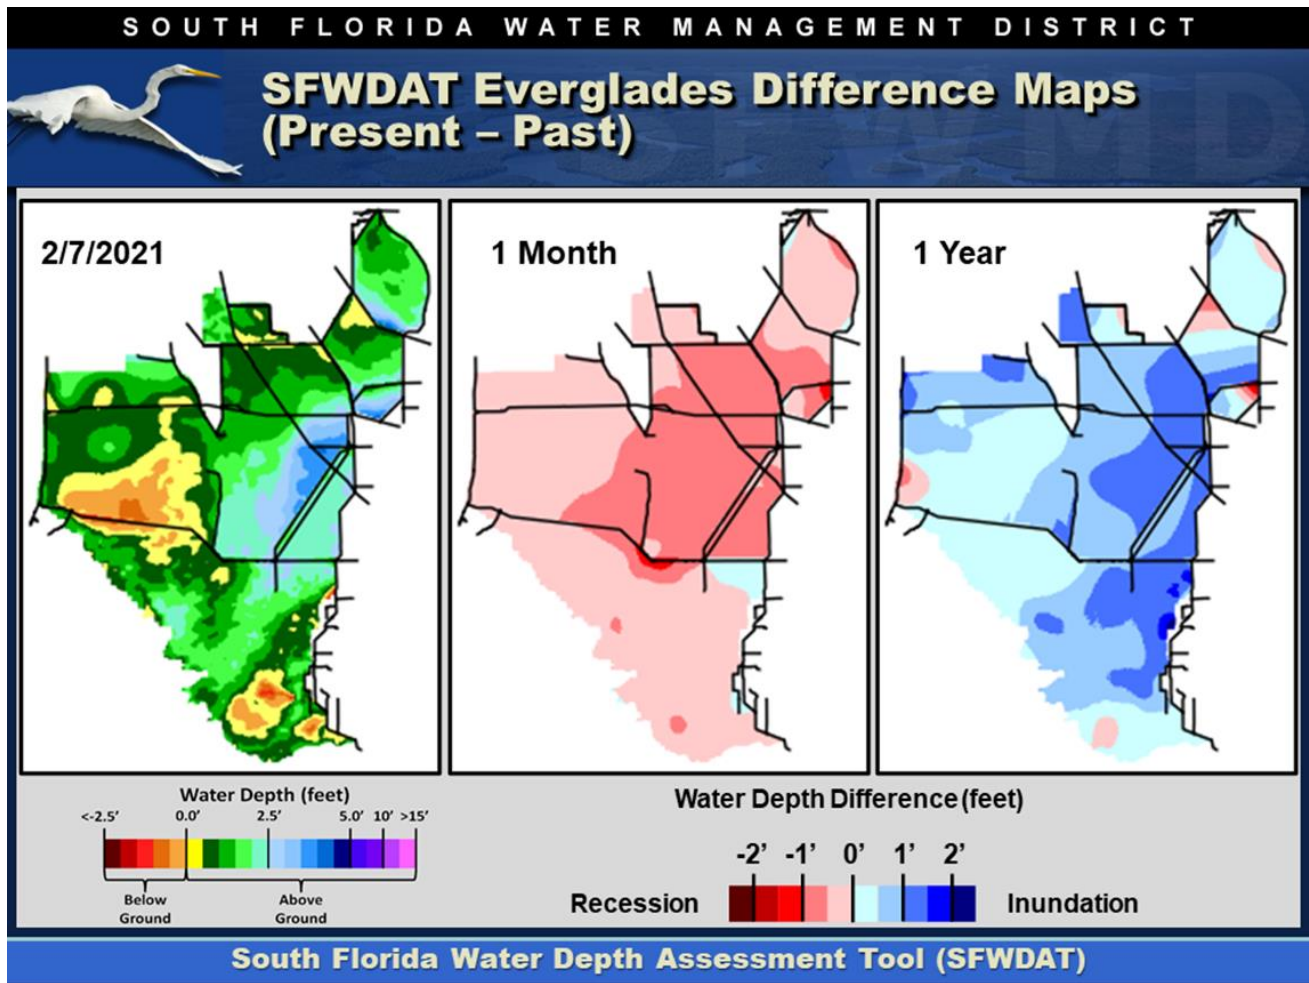 SOUTH FLORIDA WATER MANAGEMENT DISTRICT
SFWDAT Everglades Difference Maps
(Present – Past)
2/7/2021
1 Month
1 Year
Water Depth (feet)
<-2.5’ 0.0’ 2.5’ 5.0’ 10’ >15’
Below
Ground
Above
Ground
Water Depth Difference (feet)
-2’ -1’ 0’ 1’ 2’
Recession
Inundation
South Florida Water Depth Assessment Tool (SFWDAT)